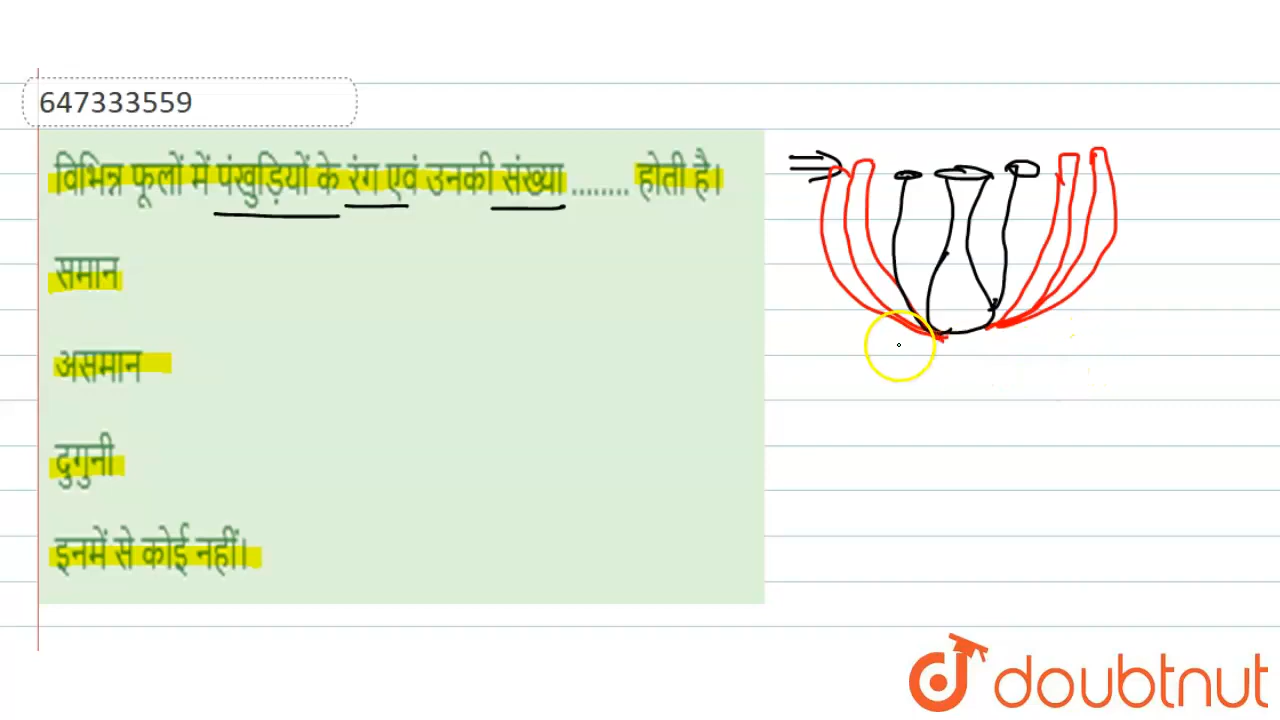 647333559
विभिन्न फूलों में पंखुड़ियों के रंग एवं उनकी संख्या ........ होती है।
समान
असमान
दुगुनी
इनमें से कोई नहीं।
doubtnut